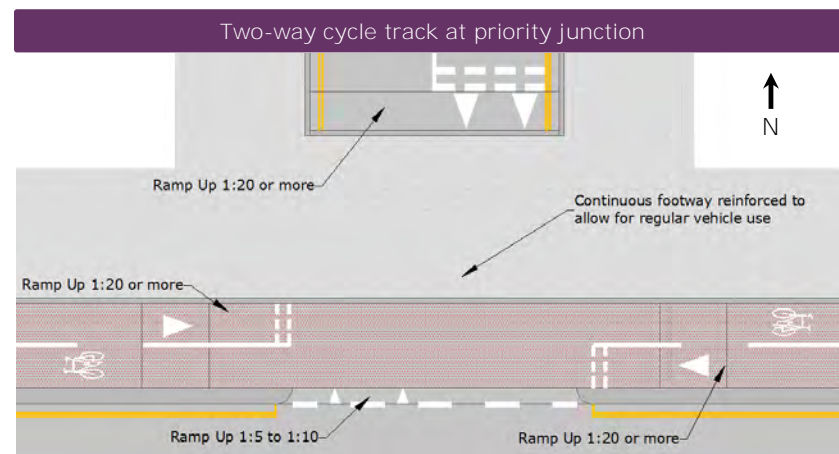 Two-way cycle track at priority junction
N
Ramp Up 1:20 or more
Continuous footway reinforced to
allow for regular vehicle use
Ramp Up 1:20 or more
Ramp Up 1:5 to 1:10
Ramp Up 1:20 or more